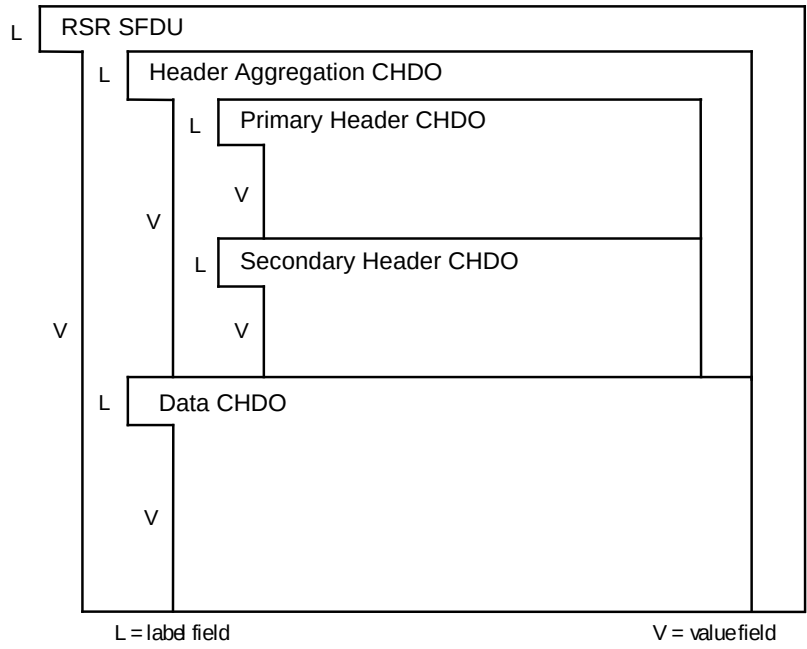 L RSR SFDU
L Header Aggregation CHDO
L Primary Header CHDO
V
V
L Secondary Header CHDO
V
V
L Data CHDO
V
L = label field V = value field